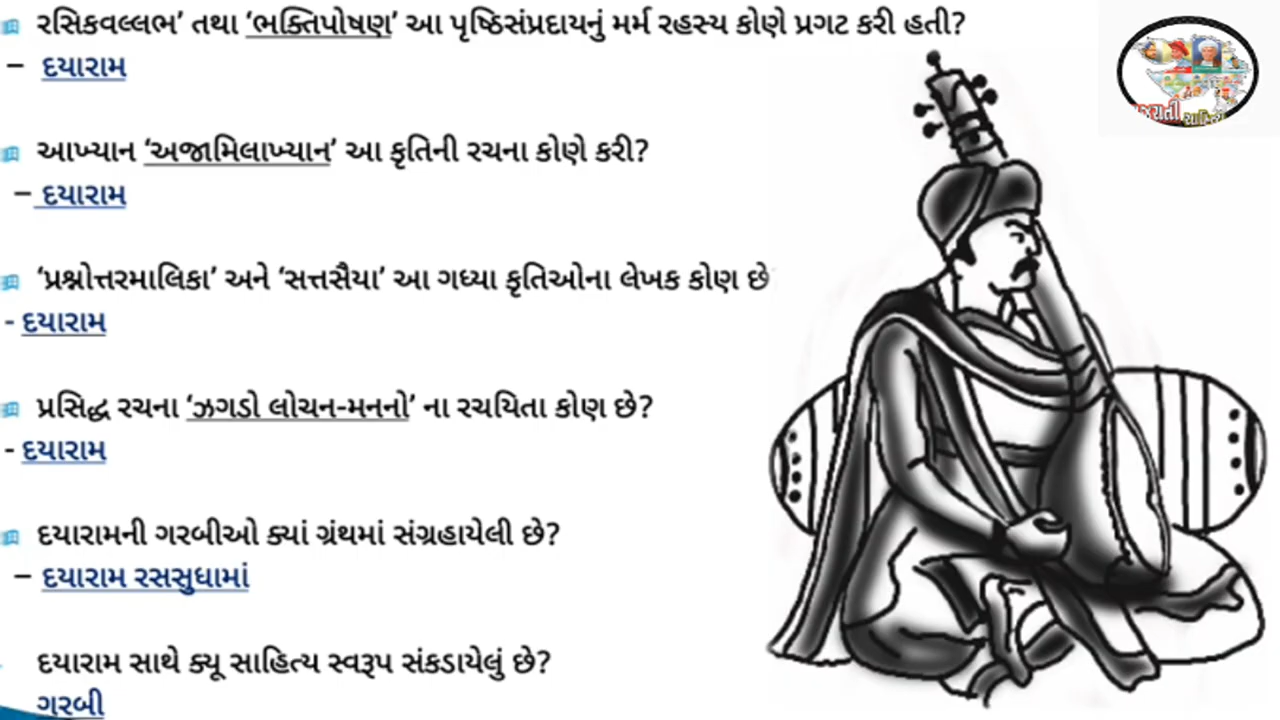 રસિકવલ્લભ’ તથા ‘ભક્તિપોષણ’ આ પૃષ્ઠિસંપ્રદાયનું મર્મ રહસ્ય કોણે પ્રગટ કરી હતી?
– દયારામ
આખ્યાન ‘અજામિલાખ્યાન’ આ કૃતિની રચના કોણે કરી?
– દયારામ
‘પ્રશ્નોત્તરમાલિકા’ અને ‘સત્તસૈયા’ આ ગધ્યા કૃતિઓના લેખક કોણ છે
- દયારામ
પ્રસિદ્ધ રચના ‘ઝગડો લોચન-મનનો’ ના રચયિતા કોણ છે?
- દયારામ
દયારામની ગરબીઓ ક્યાં ગ્રંથમાં સંગ્રહાયેલી છે?
– દયારામ રસસુધામાં
દયારામ સાથે ક્યૂ સાહિત્ય સ્વરૂપ સંકડાયેલું છે?
ગરબી